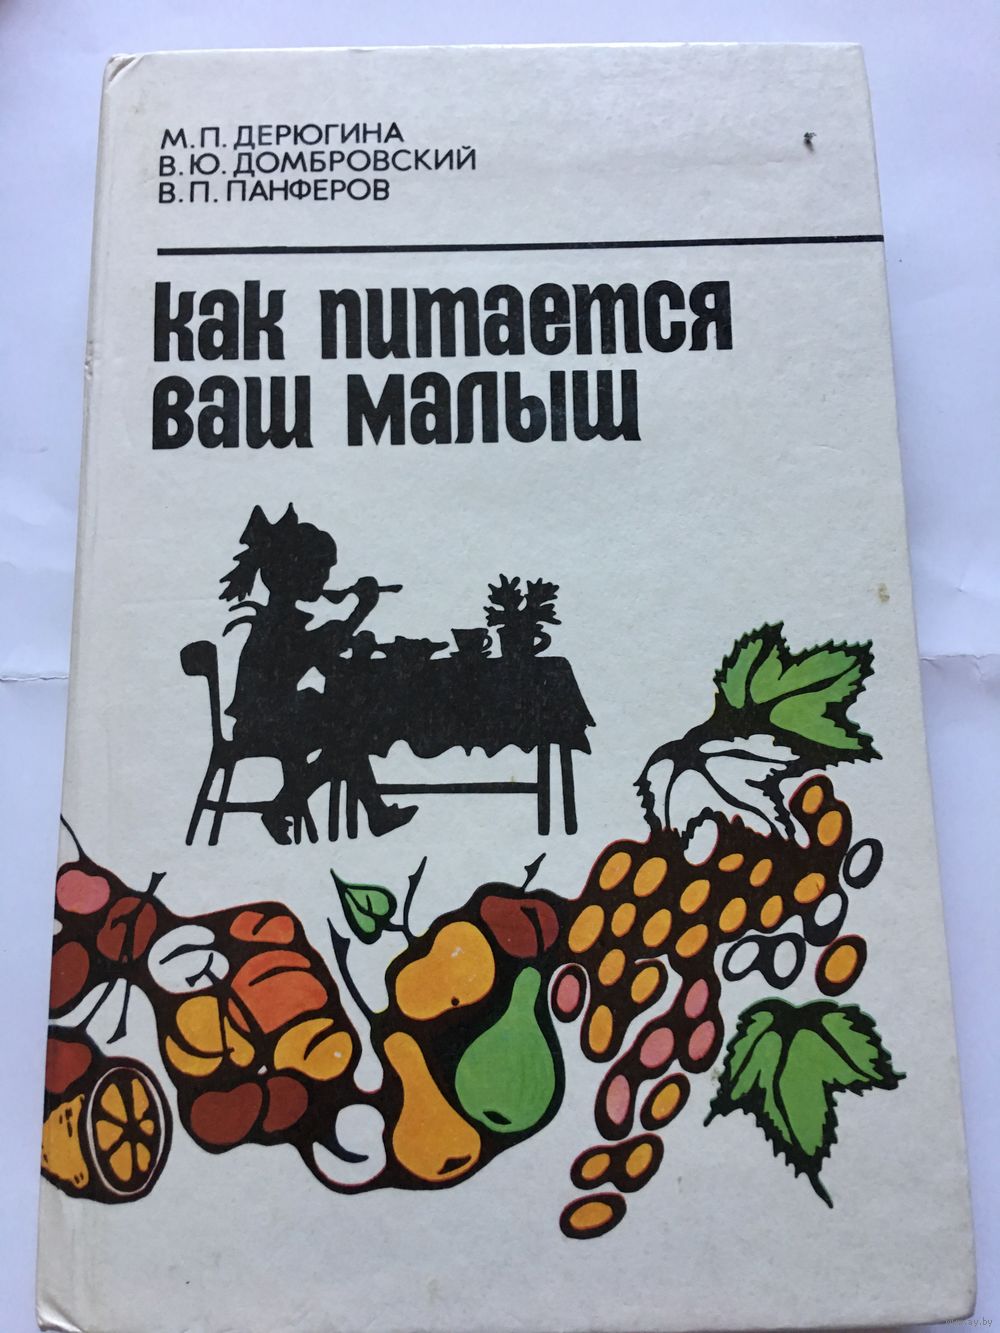 М.П. ДЕРЮГИНА
В.Ю. ДОМБРОВСКИЙ
В.П. ПАНФЕРОВ
как питается
ваш малыш